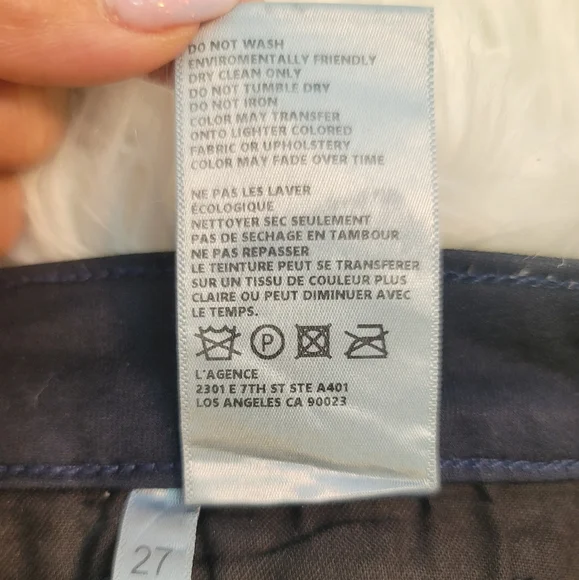 DO NOT WASH
ENVIROMENTALLY FRIENDLY
DRY CLEAN ONLY
DO NOT TUMBLE DRY
DO NOT IRON
COLOR MAY TRANSFER
ONTO LIGHTER COLORED
FABRIC OR UPHOLSTERY
COLOR MAY FADE OVER TIME
NE PAS LES LAVER
ÉCOLOGIQUE
NETTOYER SEC SEULEMENT
PAS DE SECHAGE EN TAMBOUR
NE PAS REPASSER
LE TEINTURE PEUT SE TRANSFERER
SUR UN TISSU DE COULEUR PLUS
CLAIRE OU PEUT DIMINUER AVEC
LE TEMPS.
P
L'AGENCE
2301 E 7TH ST STE A401
LOS ANGELES CA 90023
27